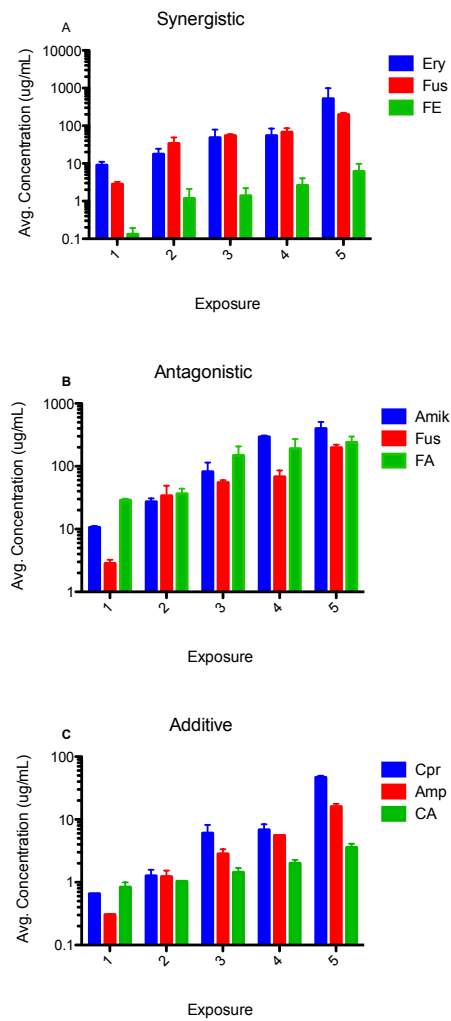 A
Synergistic
Avg. Concentration (ug/mL)
10000
1000
100
10
1
0.1
1 2 3 4 5
Exposure
Ery
Fus
FE
B
Antagonistic
Avg. Concentration (ug/mL)
1000
100
10
1
1 2 3 4 5
Exposure
Amik
Fus
FA
C
Additive
Avg. Concentration (ug/mL)
100
10
1
0.1
1 2 3 4 5
Exposure
Cpr
Amp
CA